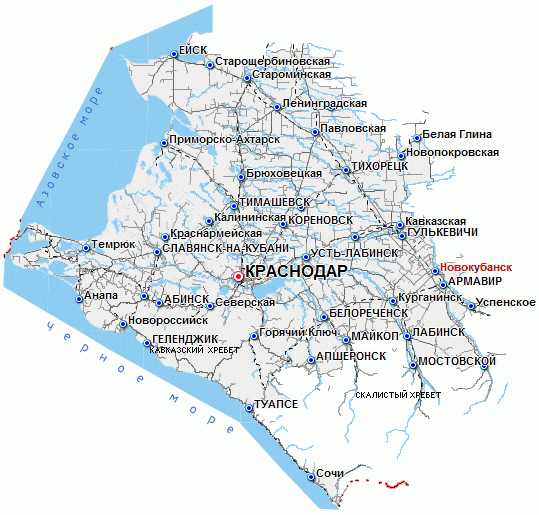 ЕЙСК
Старощербиновская
Староминская
Ленинградская
Павловская
Белая Глина
Новопокровская
Приморско-Ахтарск
Азовское море
ТИХОРЕЦК
Брюховецкая
ТИМАШЕВСК
Калининская
КОРЕНОВСК
Кавказская
ГУЛЬКЕВИЧИ
Красноармейская
Темрюк
СЛАВЯНСК-НА-КУБАНИ
УСТЬ-ЛАБИНСК
КРАСНОДАР
Новокубанск
АРМАВИР
Анапа
АБИНСК
Северская
Курганинск
Успенское
БЕЛОРЕЧЕНСК
Новороссийск
Горячий Ключ
МАЙКОП
ЛАБИНСК
ГЕЛЕНДЖИК
КАВКАЗСКИЙ ХРЕБЕТ
АПШЕРОНСК
МОСТОВСКОЙ
Черное море
СКАЛИСТЫЙ ХРЕБЕТ
ТУАПСЕ
Сочи